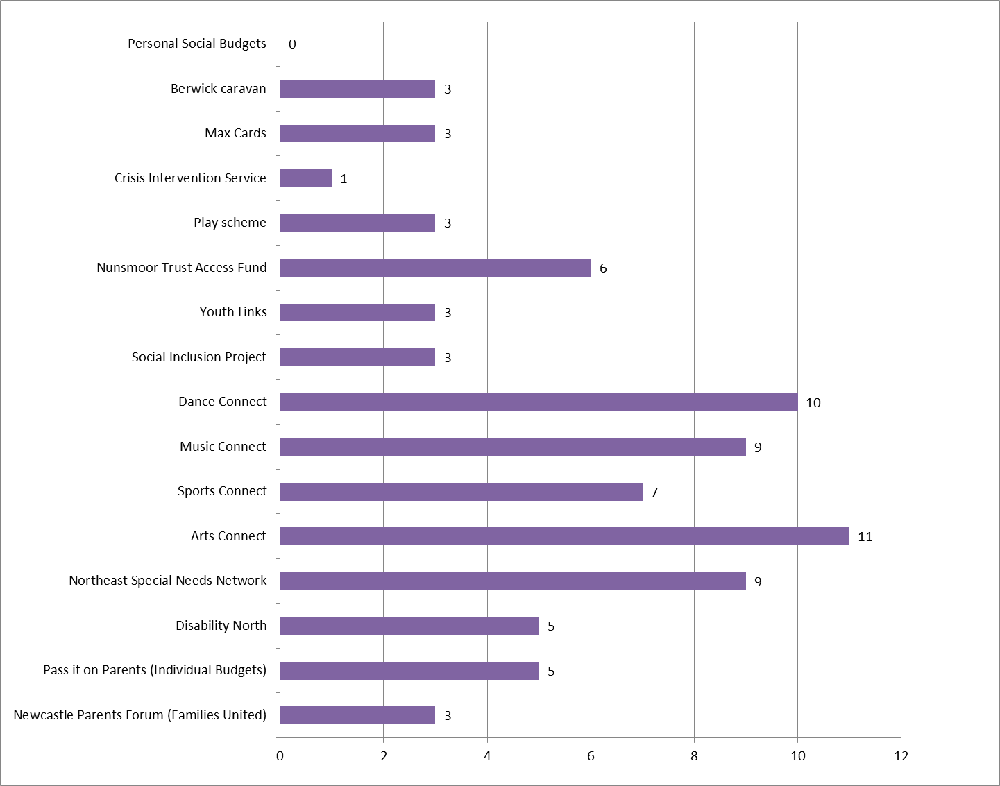 Personal Social Budgets 0
Berwick caravan 3
Max Cards 3
Crisis Intervention Service 1
Play scheme 3
Nunsmoor Trust Access Fund 6
Youth Links 3
Social Inclusion Project 3
Dance Connect 10
Music Connect 9
Sports Connect 7
Arts Connect 11
Northeast Special Needs Network 9
Disability North 5
Pass it on Parents (Individual Budgets) 5
Newcastle Parents Forum (Families United) 3
0 2 4 6 8 10 12